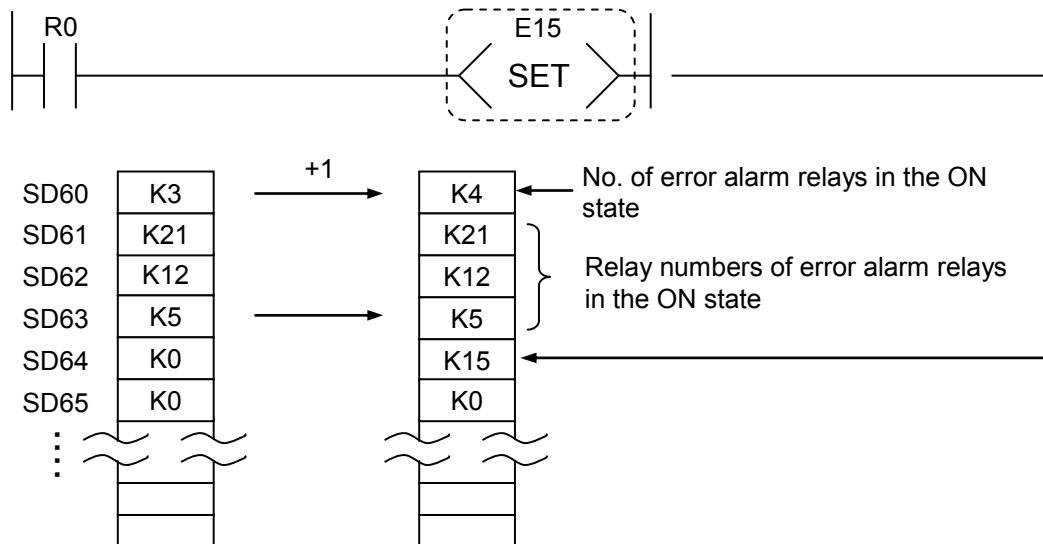 R0
E15
SET
+1
SD60 K3 K4 No. of error alarm relays in the ON
state
SD61 K21 K21
SD62 K12 K12 Relay numbers of error alarm relays
in the ON state
SD63 K5 K5
SD64 K0 K15
SD65 K0 K0